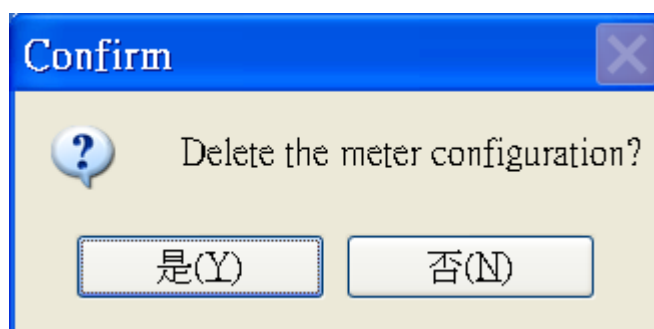 Confirm
Delete the meter configuration?
是(Y) 否(N)